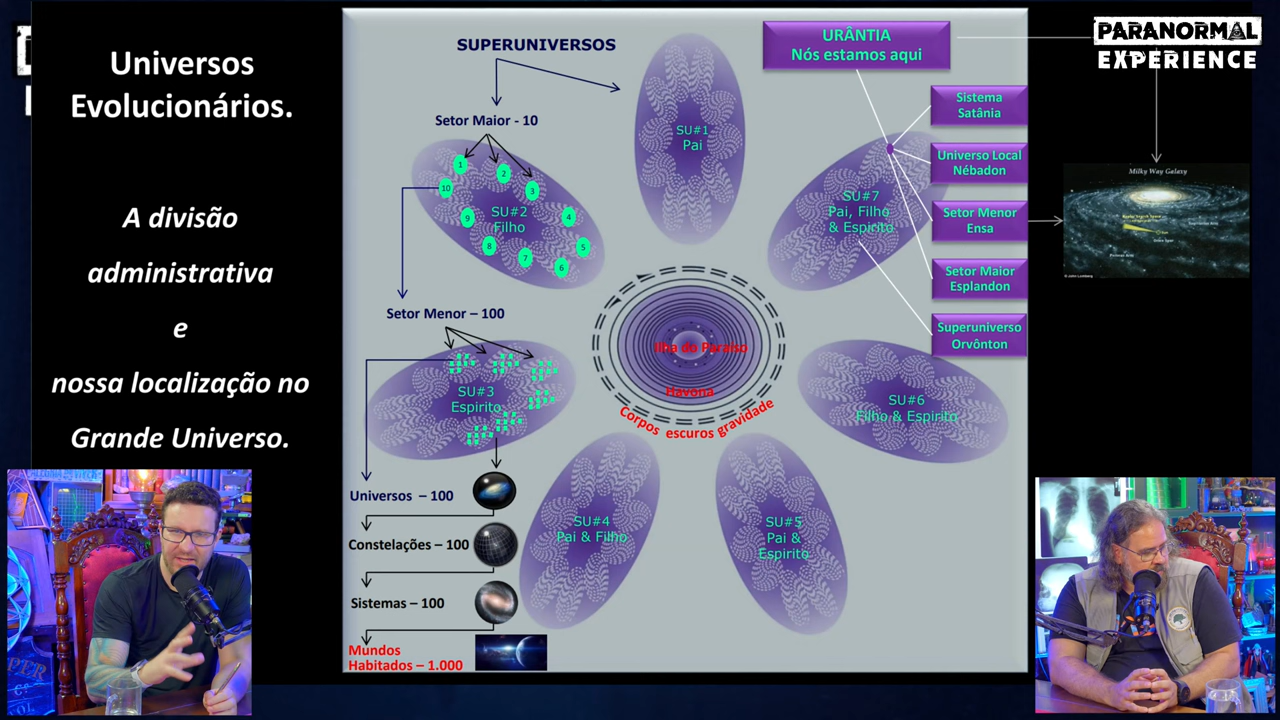 Universos
Evolucionários.
A divisão
administrativa
e
nossa localização no
Grande Universo.
SUPERUNIVERSOS
Setor Maior - 10
1
2
3
4
5
6
7
8
9
10
SU#2
Filho
Setor Menor – 100
SU#3
Espirito
Universos – 100
Constelações – 100
Sistemas – 100
Mundos
Habitados – 1.000
SU#1
Pai
SU#4
Pai & Filho
SU#5
Pai &
Espirito
SU#6
Filho & Espirito
SU#7
Pai, Filho
& Espirito
Ilha do Paraíso
Havona
Corpos escuros gravidade
URÂNTIA
Nós estamos aqui
Sistema
Satânia
Universo Local
Nébadon
Setor Menor
Ensa
Setor Maior
Esplandon
Superuniverso
Orvônton
PARANORMAL
EXPERIENCE
Milky Way Galaxy